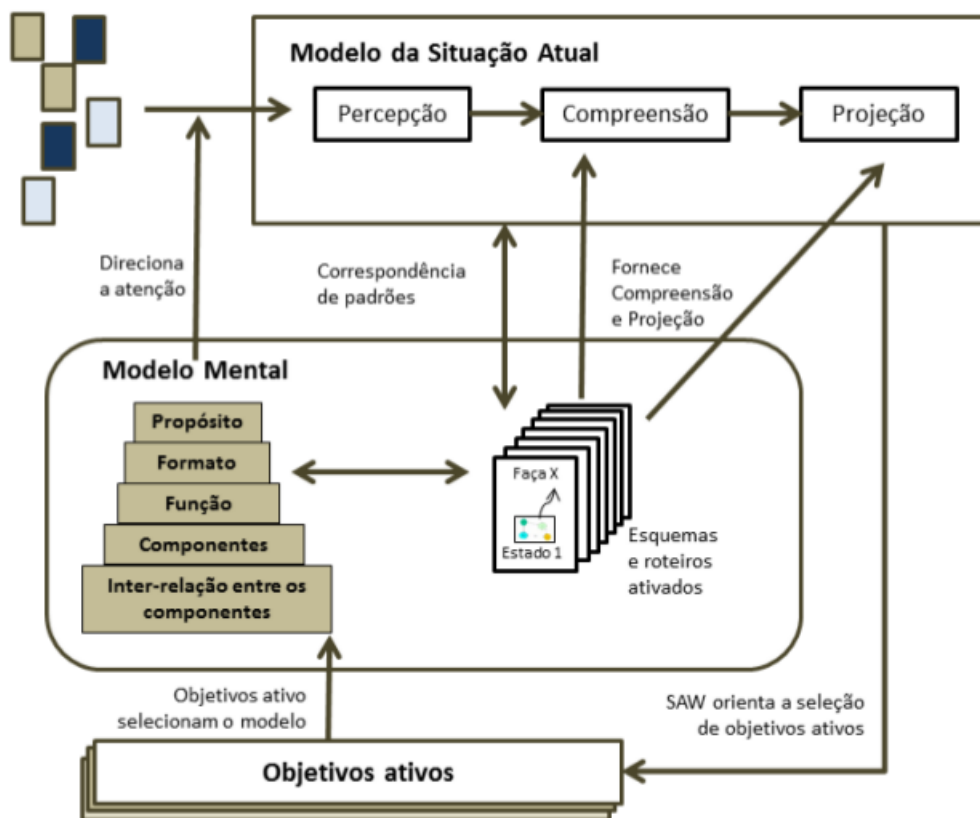 Modelo da Situação Atual
Percepção
Compreensão
Projeção
Direciona
a atenção
Correspondência
de padrões
Fornece
Compreensão
e Projeção
Modelo Mental
Propósito
Formato
Função
Componentes
Inter-relação entre os
componentes
Faça X
Estado 1
Esquemas
e roteiros
ativados
Objetivos ativo
selecionam o modelo
SAW orienta a seleção
de objetivos ativos
Objetivos ativos